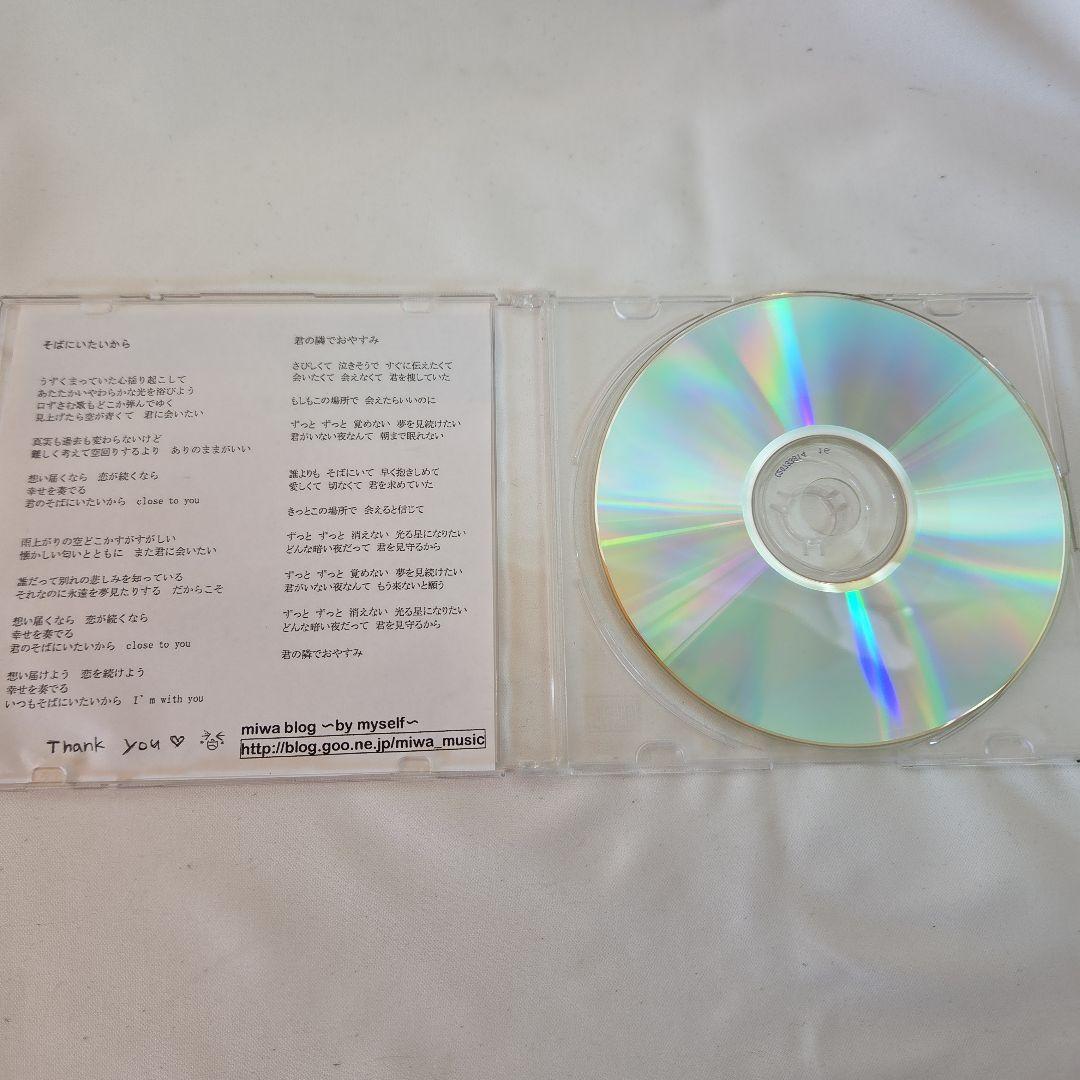 そばにいたいから
うずくまっていた心揺り起こして
あたたかいやわらかな光を浴びよう
口ずさむ歌もどこか弾んでゆく
見上げたら空が青くて 君に会いたい
真実も過去も変わらないけど
難しく考えて空回りするより ありのままがいい
想い届くなら 恋が続くなら
幸せを奏でる
君のそばにいたいから close to you
雨上がりの空どこかすがすがしい
懐かしい匂いとともに また君に会いたい
誰だって別れの悲しみを知っている
それなのに永遠を夢見たりする だからこそ
想い届くなら 恋が続くなら
幸せを奏でる
君のそばにいたいから close to you
想い届けよう 恋を続けよう
幸せを奏でる
いつもそばにいたいから I'm with you
君の隣でおやすみ
さびしくて 泣きそうで すぐに伝えたくて
会いたくて 会えなくて 君を捜していた
もしもこの場所で 会えたらいいのに
ずっと ずっと 覚めない 夢を見続けたい
君がいない夜なんて 朝まで眠れない
誰よりも そばにいて 早く抱きしめて
愛しくて 切なくて 君を求めていた
きっとこの場所で 会えると信じて
ずっと ずっと 消えない 光る星になりたい
どんな暗い夜だって 君を見守るから
ずっと ずっと 覚めない 夢を見続けたい
君がいない夜なんて もう来ないと願う
ずっと ずっと 消えない 光る星になりたい
どんな暗い夜だって 君を見守るから
君の隣でおやすみ
Thank you♡
miwa blog ～by myself～
http://blog.goo.ne.jp/miwa_music